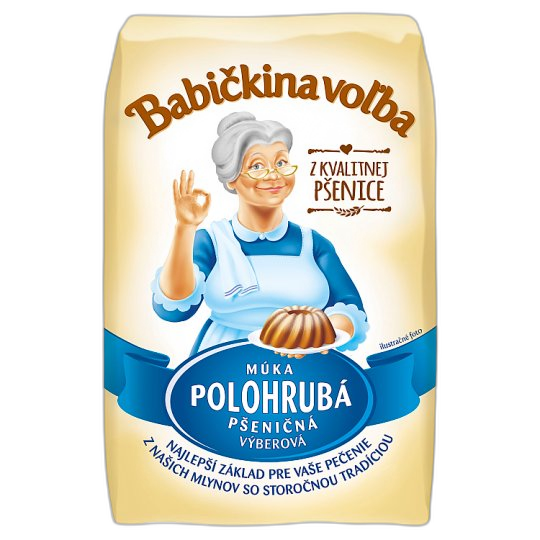 Babičkina voľba
Z KVALITNEJ
PŠENICE
ilustračné foto
MÚKA
POLOHRUBÁ
PŠENIČNÁ
VÝBEROVÁ
NAJLEPŠÍ ZÁKLAD PRE VAŠE PEČENIE
Z NAŠICH MLYNOV SO STOROČNOU TRADÍCIOU